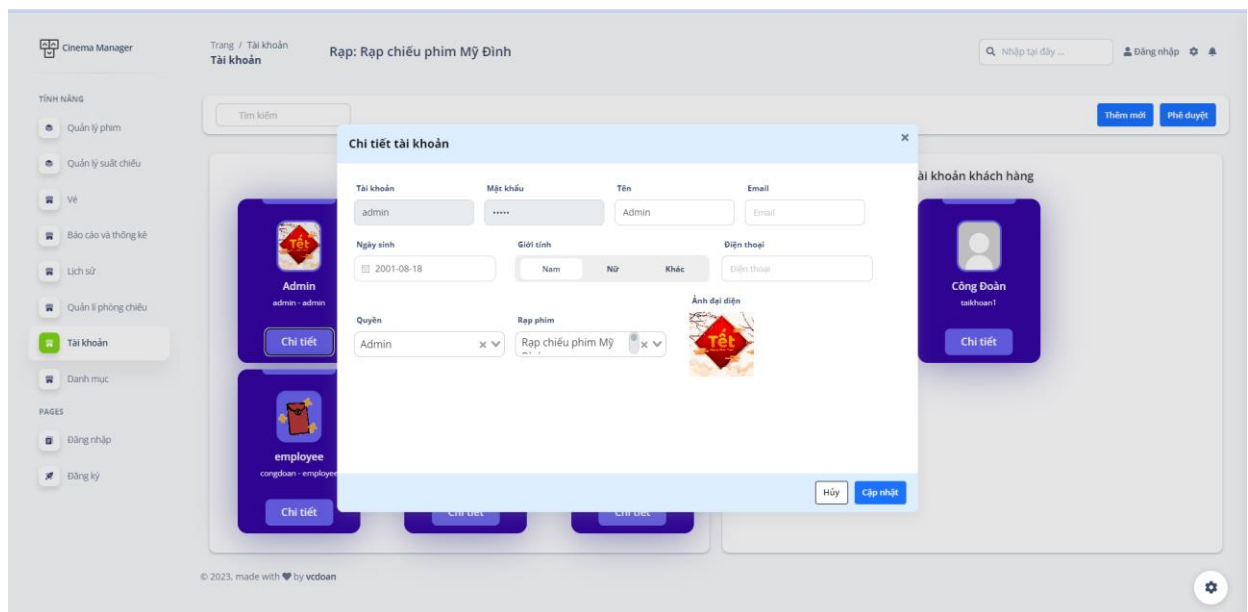 Cinema Manager
Trang / Tài khoản
Tài khoản
Rạp: Rạp chiếu phim Mỹ Đình
Nhập tại đây ...
Đăng nhập
TÍNH NĂNG
Quản lý phim
Quản lý suất chiếu
Vé
Báo cáo và thống kê
Lịch sử
Quản lí phòng chiếu
Tài khoản
Danh mục
PAGES
Đăng nhập
Đăng ký
Tìm kiếm
Thêm mới
Phê duyệt
Tết
Admin
admin - admin
Chi tiết
employee
congdoan - employee
Chi tiết
Chi tiết
Chi tiết
ài khoản khách hàng
Công Đoàn
taikhoan1
Chi tiết
Chi tiết tài khoản
×
Tài khoản
Mật khẩu
Tên
Email
admin
•••••
Admin
Email
Ngày sinh
Giới tính
Điện thoại
2001-08-18
Nam
Nữ
Khác
Điện thoại
Quyền
Rạp phim
Ảnh đại diện
Admin
Rạp chiếu phim Mỹ
Tết
Hủy
Cập nhật
© 2023, made with ♥ by vcdoan